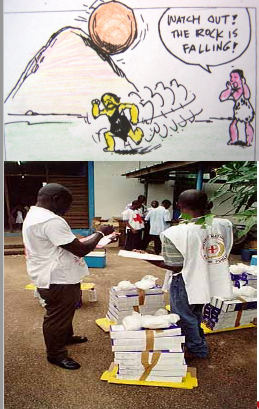 WATCH OUT!
THE ROCK IS
FALLING!